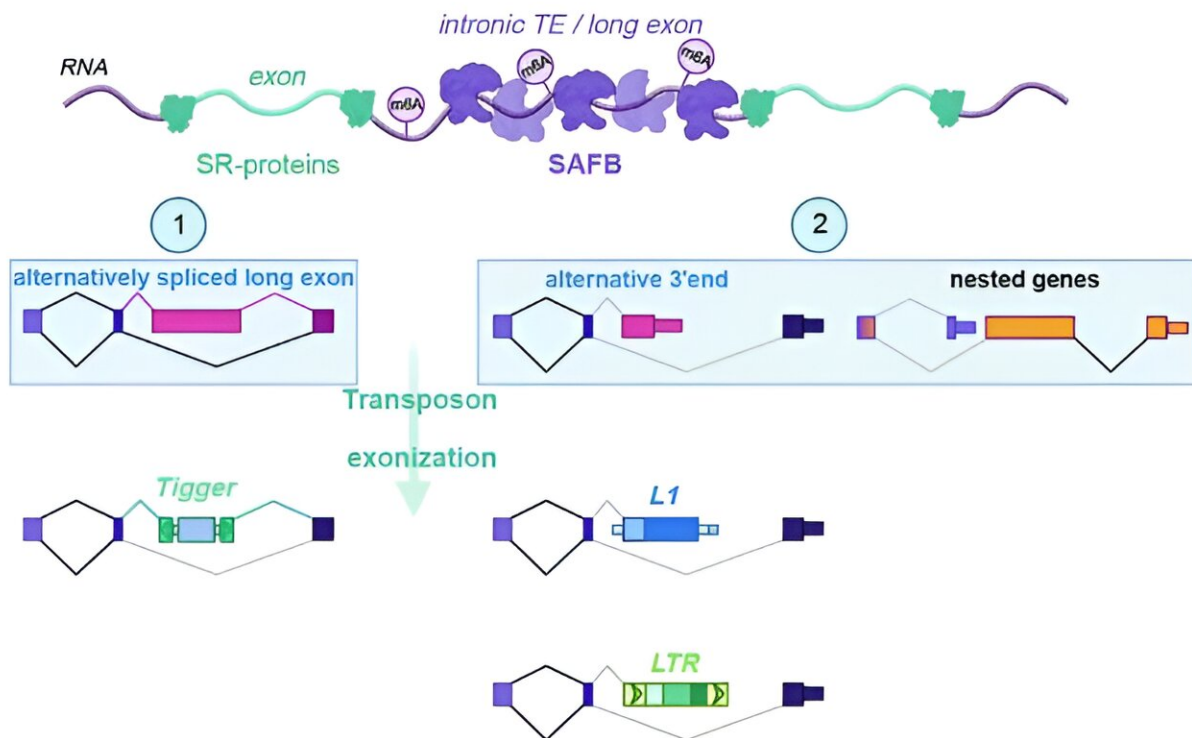 intronic TE / long exon
RNA
exon
m6A
m6A
m6A
SR-proteins
SAFB
1
2
alternatively spliced long exon
alternative 3'end
nested genes
Transposon
exonization
Tigger
L1
LTR